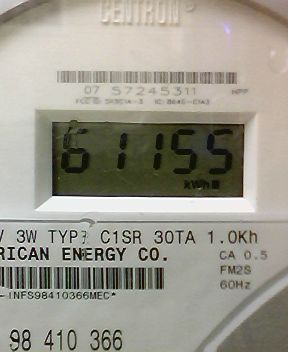 CENTRON®
07 57245311 MPP
61155
kWh
V 3W TYPE C1SR 30TA 1.0Kh
RICAN ENERGY CO. CA 0.5
FM2S
-INFS98410366MEC* 60Hz
98 410 366